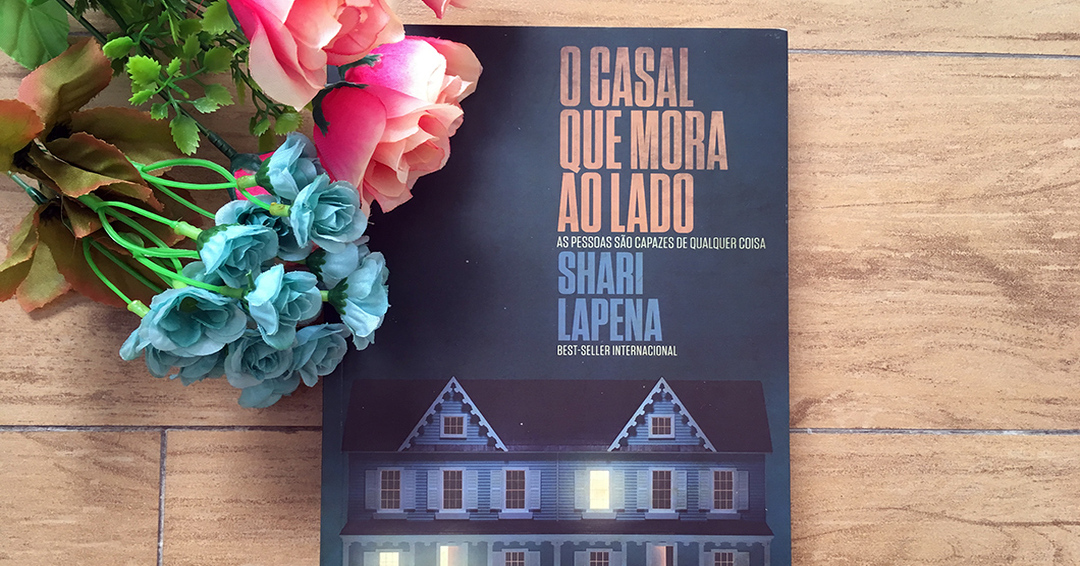 O CASAL
QUE MORA
AO LADO
AS PESSOAS SÃO CAPAZES DE QUALQUER COISA
SHARI
LAPENA
BEST-SELLER INTERNACIONAL